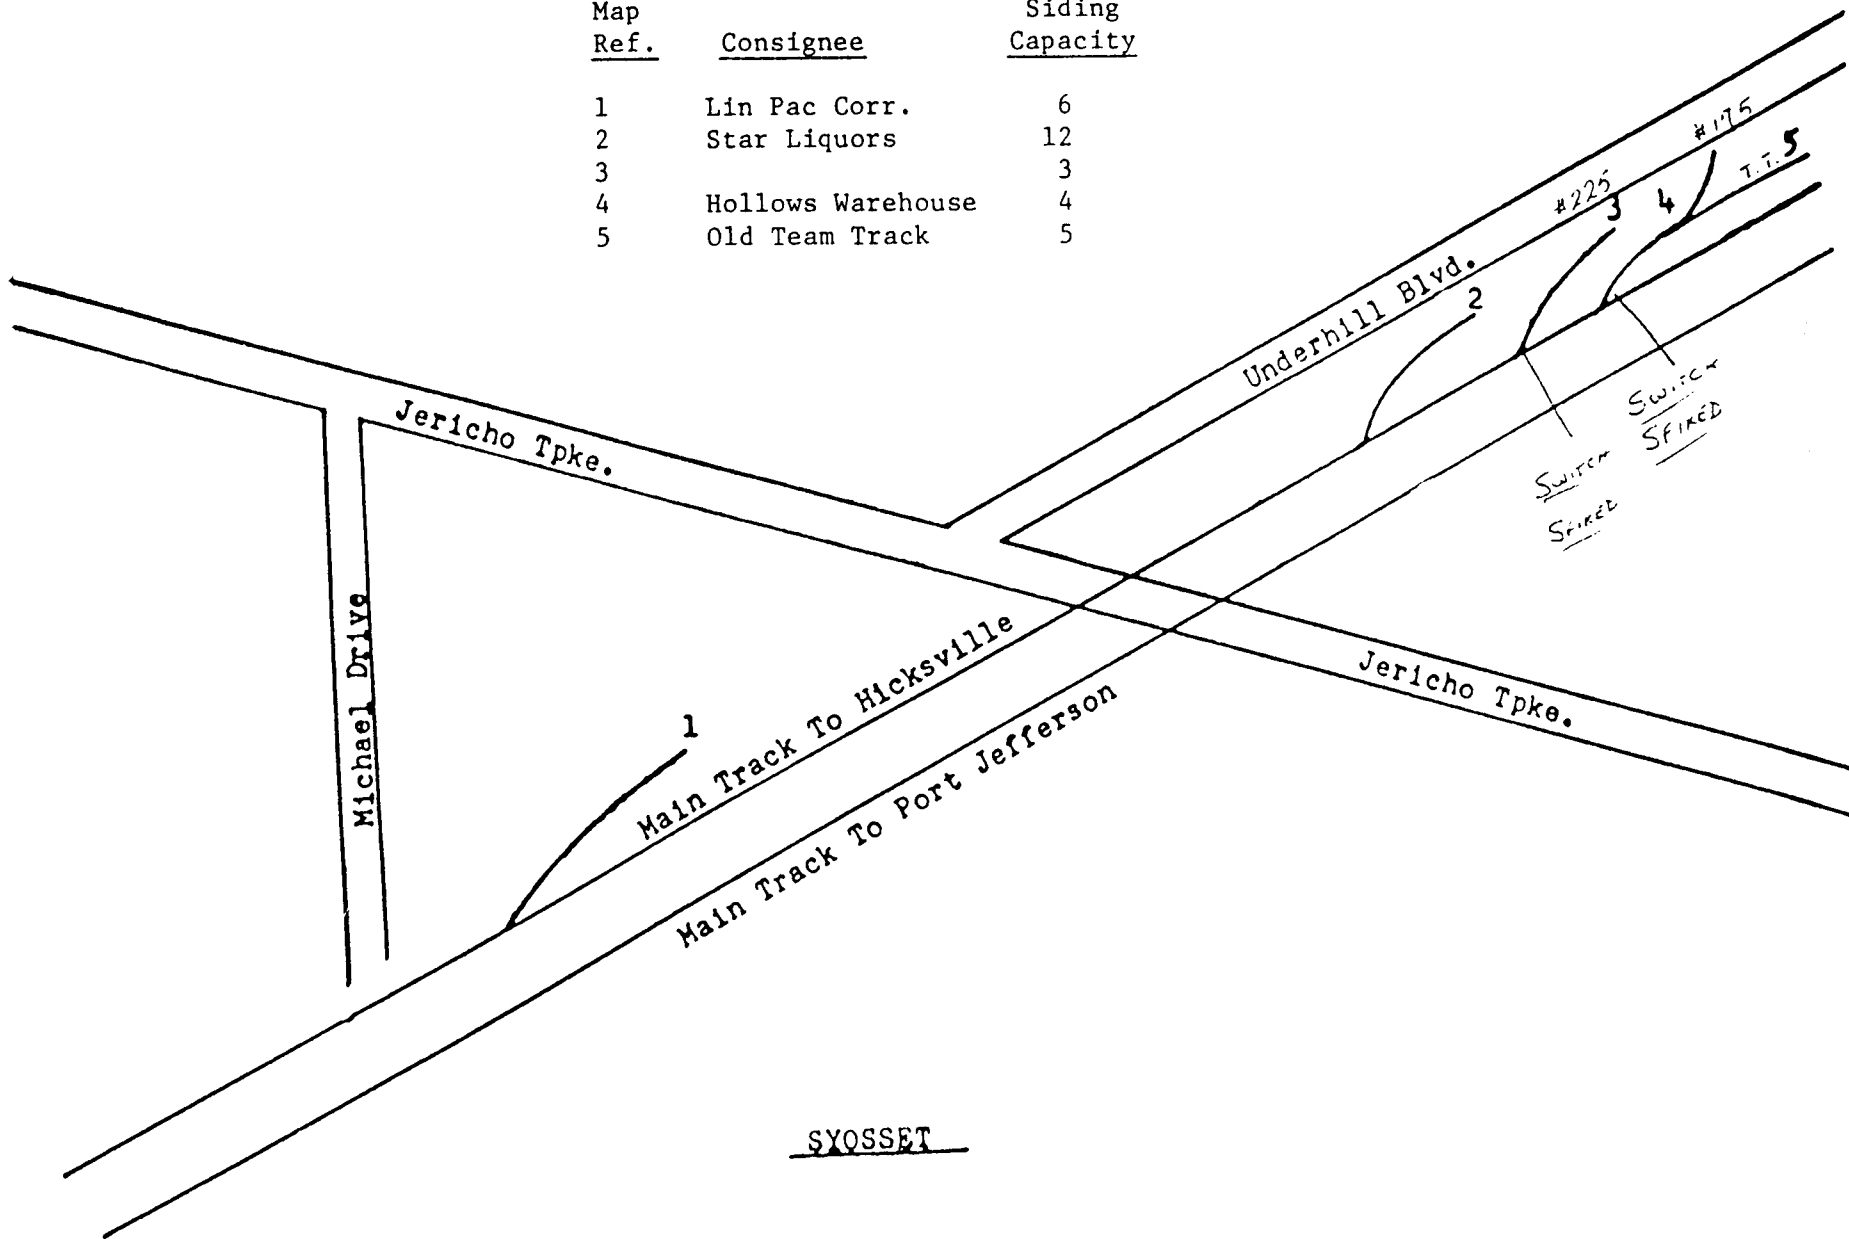 Map Siding
Ref. Consignee Capacity
1 Lin Pac Corr. 6
2 Star Liquors 12
3 3
4 Hollows Warehouse 4
5 Old Team Track 5
#175
T.T. 5
#225
3
4
Underhill Blvd.
2
Switch
Spiked
Switch
Spiked
Jericho Tpke.
Michael Drive
Main Track To Hicksville
Jericho Tpke.
1
Main Track To Port Jefferson
SYOSSET